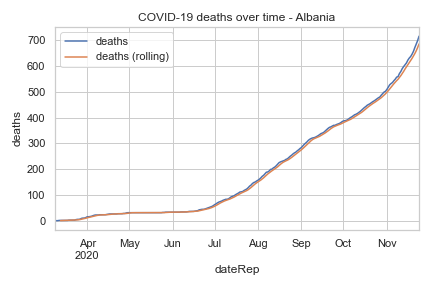 COVID-19 deaths over time - Albania
deaths
deaths (rolling)
700
600
500
400
300
200
100
0
deaths
Apr May Jun Jul Aug Sep Oct Nov
2020
dateRep